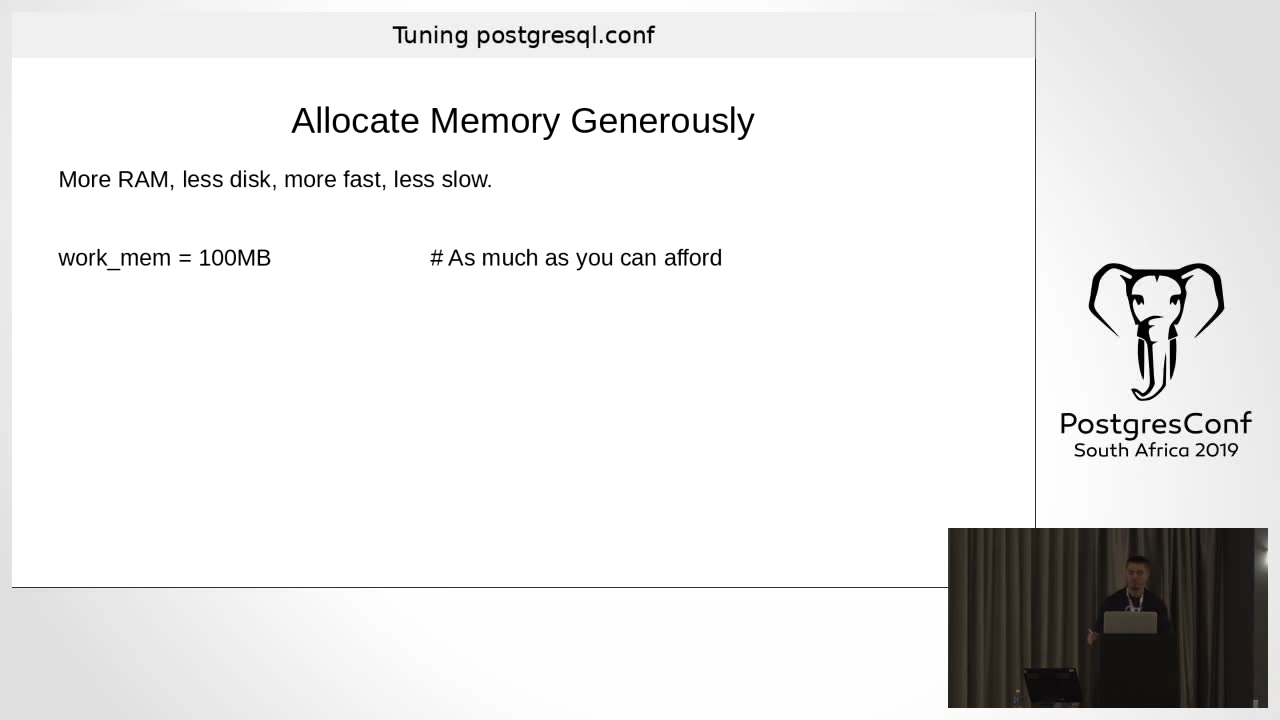 Tuning postgresql.conf
Allocate Memory Generously
More RAM, less disk, more fast, less slow.
work_mem = 100MB # As much as you can afford
PostgresConf
South Africa 2019